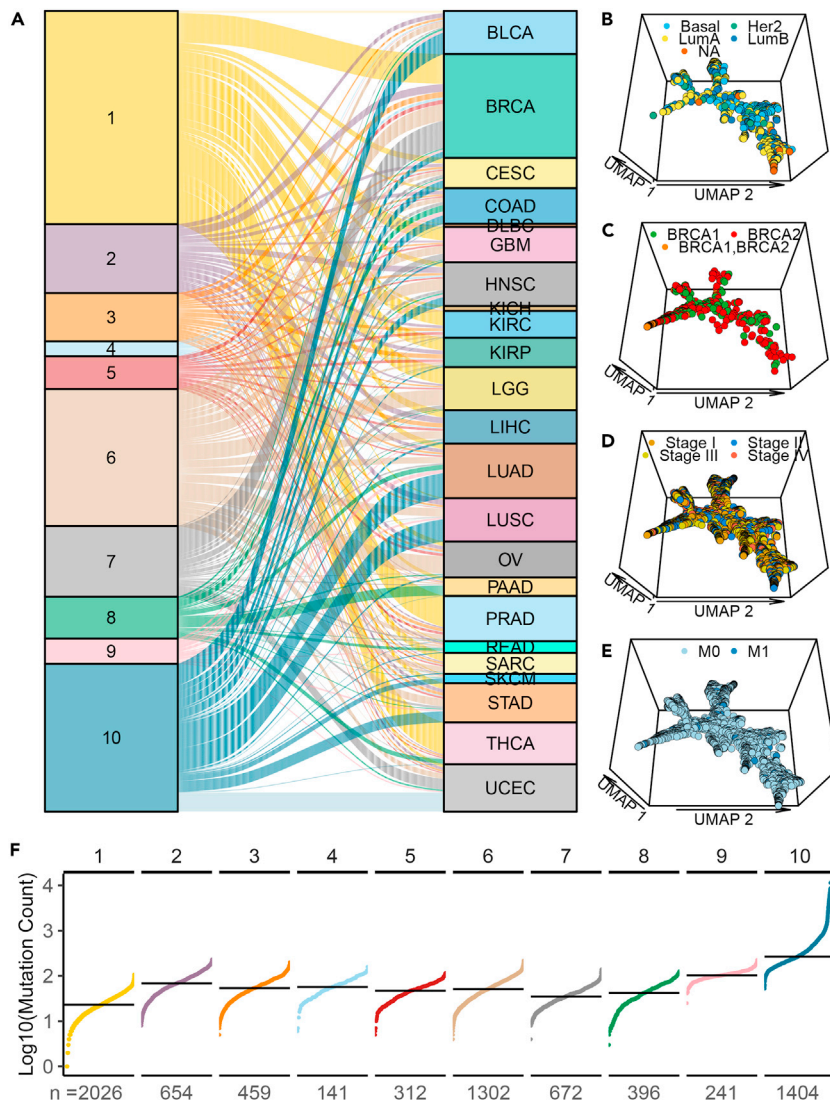 A
1
2
3
4
5
6
7
8
9
10
BLCA
BRCA
CESC
COAD
DLBC
GBM
HNSC
KICH
KIRC
KIRP
LGG
LIHC
LUAD
LUSC
OV
PAAD
PRAD
READ
SARC
SKCM
STAD
THCA
UCEC
B
Basal Her2
LumA LumB
NA
UMAP 1
UMAP 2
C
BRCA1 BRCA2
BRCA1,BRCA2
UMAP 1
UMAP 2
D
Stage I Stage II
Stage III Stage IV
UMAP 1
UMAP 2
E
M0 M1
UMAP 1
UMAP 2
F
1 2 3 4 5 6 7 8 9 10
Log10(Mutation Count)
4
3
2
1
0
n =2026 654 459 141 312 1302 672 396 241 1404